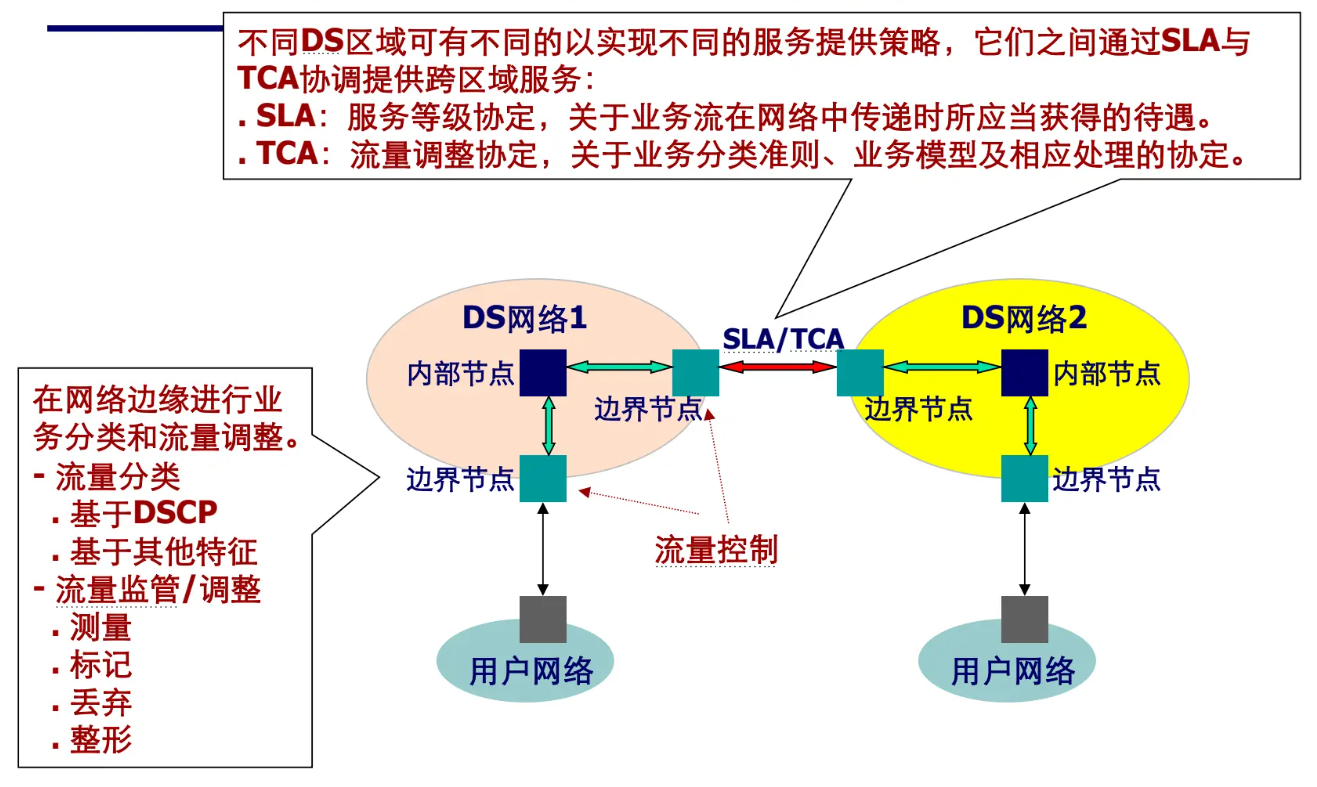 不同DS区域可有不同的以实现不同的服务提供策略，它们之间通过SLA与
TCA协调提供跨区域服务：
. SLA：服务等级协定，关于业务流在网络中传递时所应当获得的待遇。
. TCA：流量调整协定，关于业务分类准则、业务模型及相应处理的协定。
DS网络1
DS网络2
SLA/TCA
内部节点
内部节点
边界节点
边界节点
在网络边缘进行业
务分类和流量调整。
- 流量分类
. 基于DSCP
. 基于其他特征
- 流量监管/调整
. 测量
. 标记
. 丢弃
. 整形
边界节点
边界节点
流量控制
用户网络
用户网络